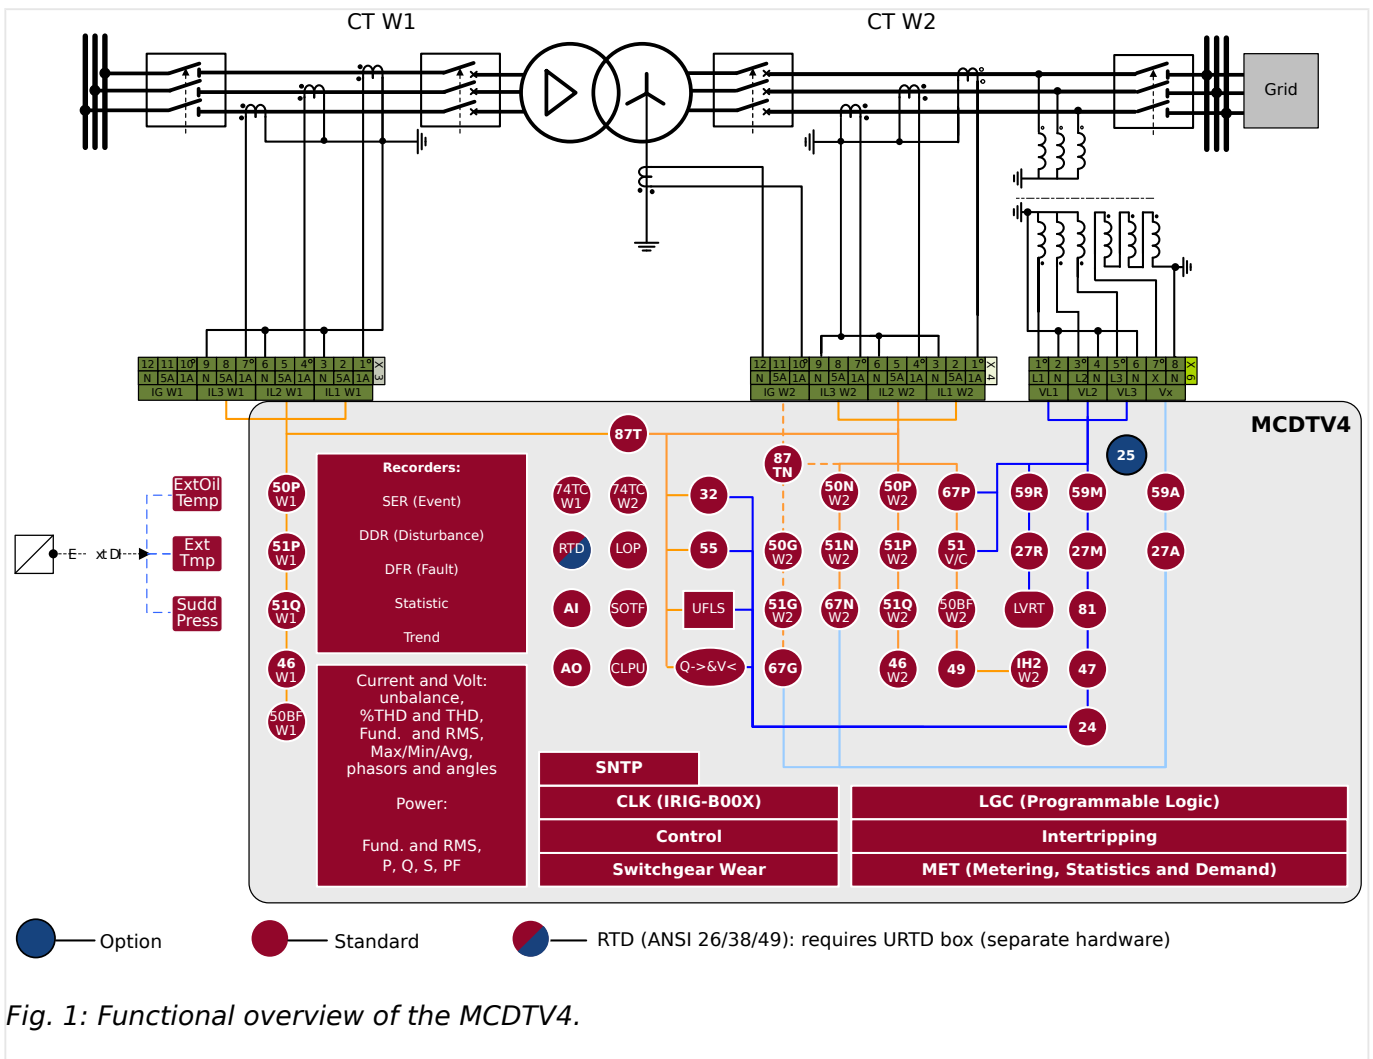 CT W1
CT W2
Grid
12 11 10° 9 8 7° 6 5 4° 3 2 1°
N 5A 1A N 5A 1A N 5A 1A N 5A 1A
IG W1 IL3 W1 IL2 W1 IL1 W1
X 3
12 11 10° 9 8 7° 6 5 4° 3 2 1°
N 5A 1A N 5A 1A N 5A 1A N 5A 1A
IG W2 IL3 W2 IL2 W2 IL1 W2
X 4
1° 2 3° 4 5° 6 7° 8
L1 N L2 N L3 N X N
VL1 VL2 VL3 Vx
X 6
MCDTV4
87T
87
TN
25
ExtOil
Temp
Ext
Tmp
Sudd
Press
50P
W1
51P
W1
51Q
W1
46
W1
50BF
W1
Recorders:
SER (Event)
DDR (Disturbance)
DFR (Fault)
Statistic
Trend
Current and Volt:
unbalance,
%THD and THD,
Fund. and RMS,
Max/Min/Avg,
phasors and angles
Power:
Fund. and RMS,
P, Q, S, PF
74TC
W1
74TC
W2
RTD
LOP
AI
SOTF
AO
CLPU
32
55
UFLS
Q->&V<
50G
W2
51G
W2
67G
50N
W2
51N
W2
67N
W2
50P
W2
51P
W2
51Q
W2
46
W2
67P
51
V/C
50BF
W2
49
59R
27R
LVRT
IH2
W2
59M
27M
81
47
24
59A
27A
SNTP
CLK (IRIG-B00X)
Control
Switchgear Wear
LGC (Programmable Logic)
Intertripping
MET (Metering, Statistics and Demand)
Option
Standard
RTD (ANSI 26/38/49): requires URTD box (separate hardware)
Fig. 1: Functional overview of the MCDTV4.